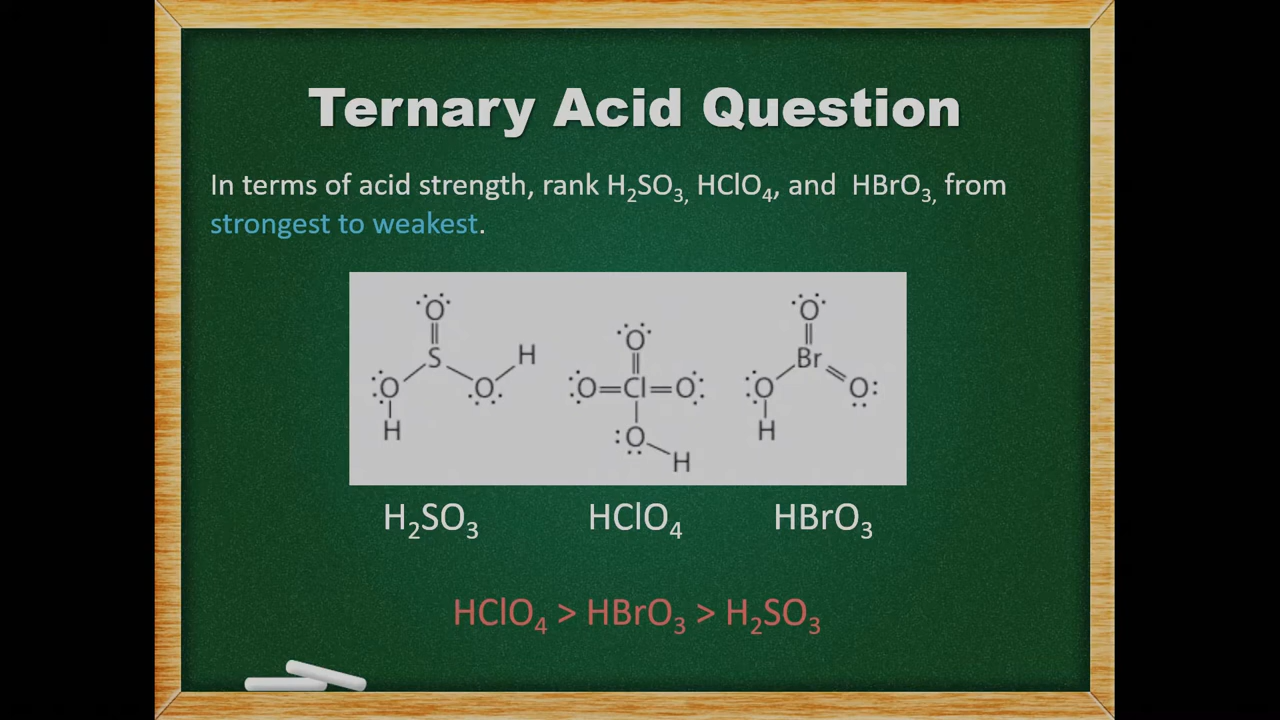 Ternary Acid Question
In terms of acid strength, rank H₂SO₃, HClO₄, and HBrO₃, from
strongest to weakest.
O O
O S H Br
O O O Cl O O O
H O H
H
H₂SO₃ HClO₄ HBrO₃
HClO₄ > HBrO₃ > H₂SO₃